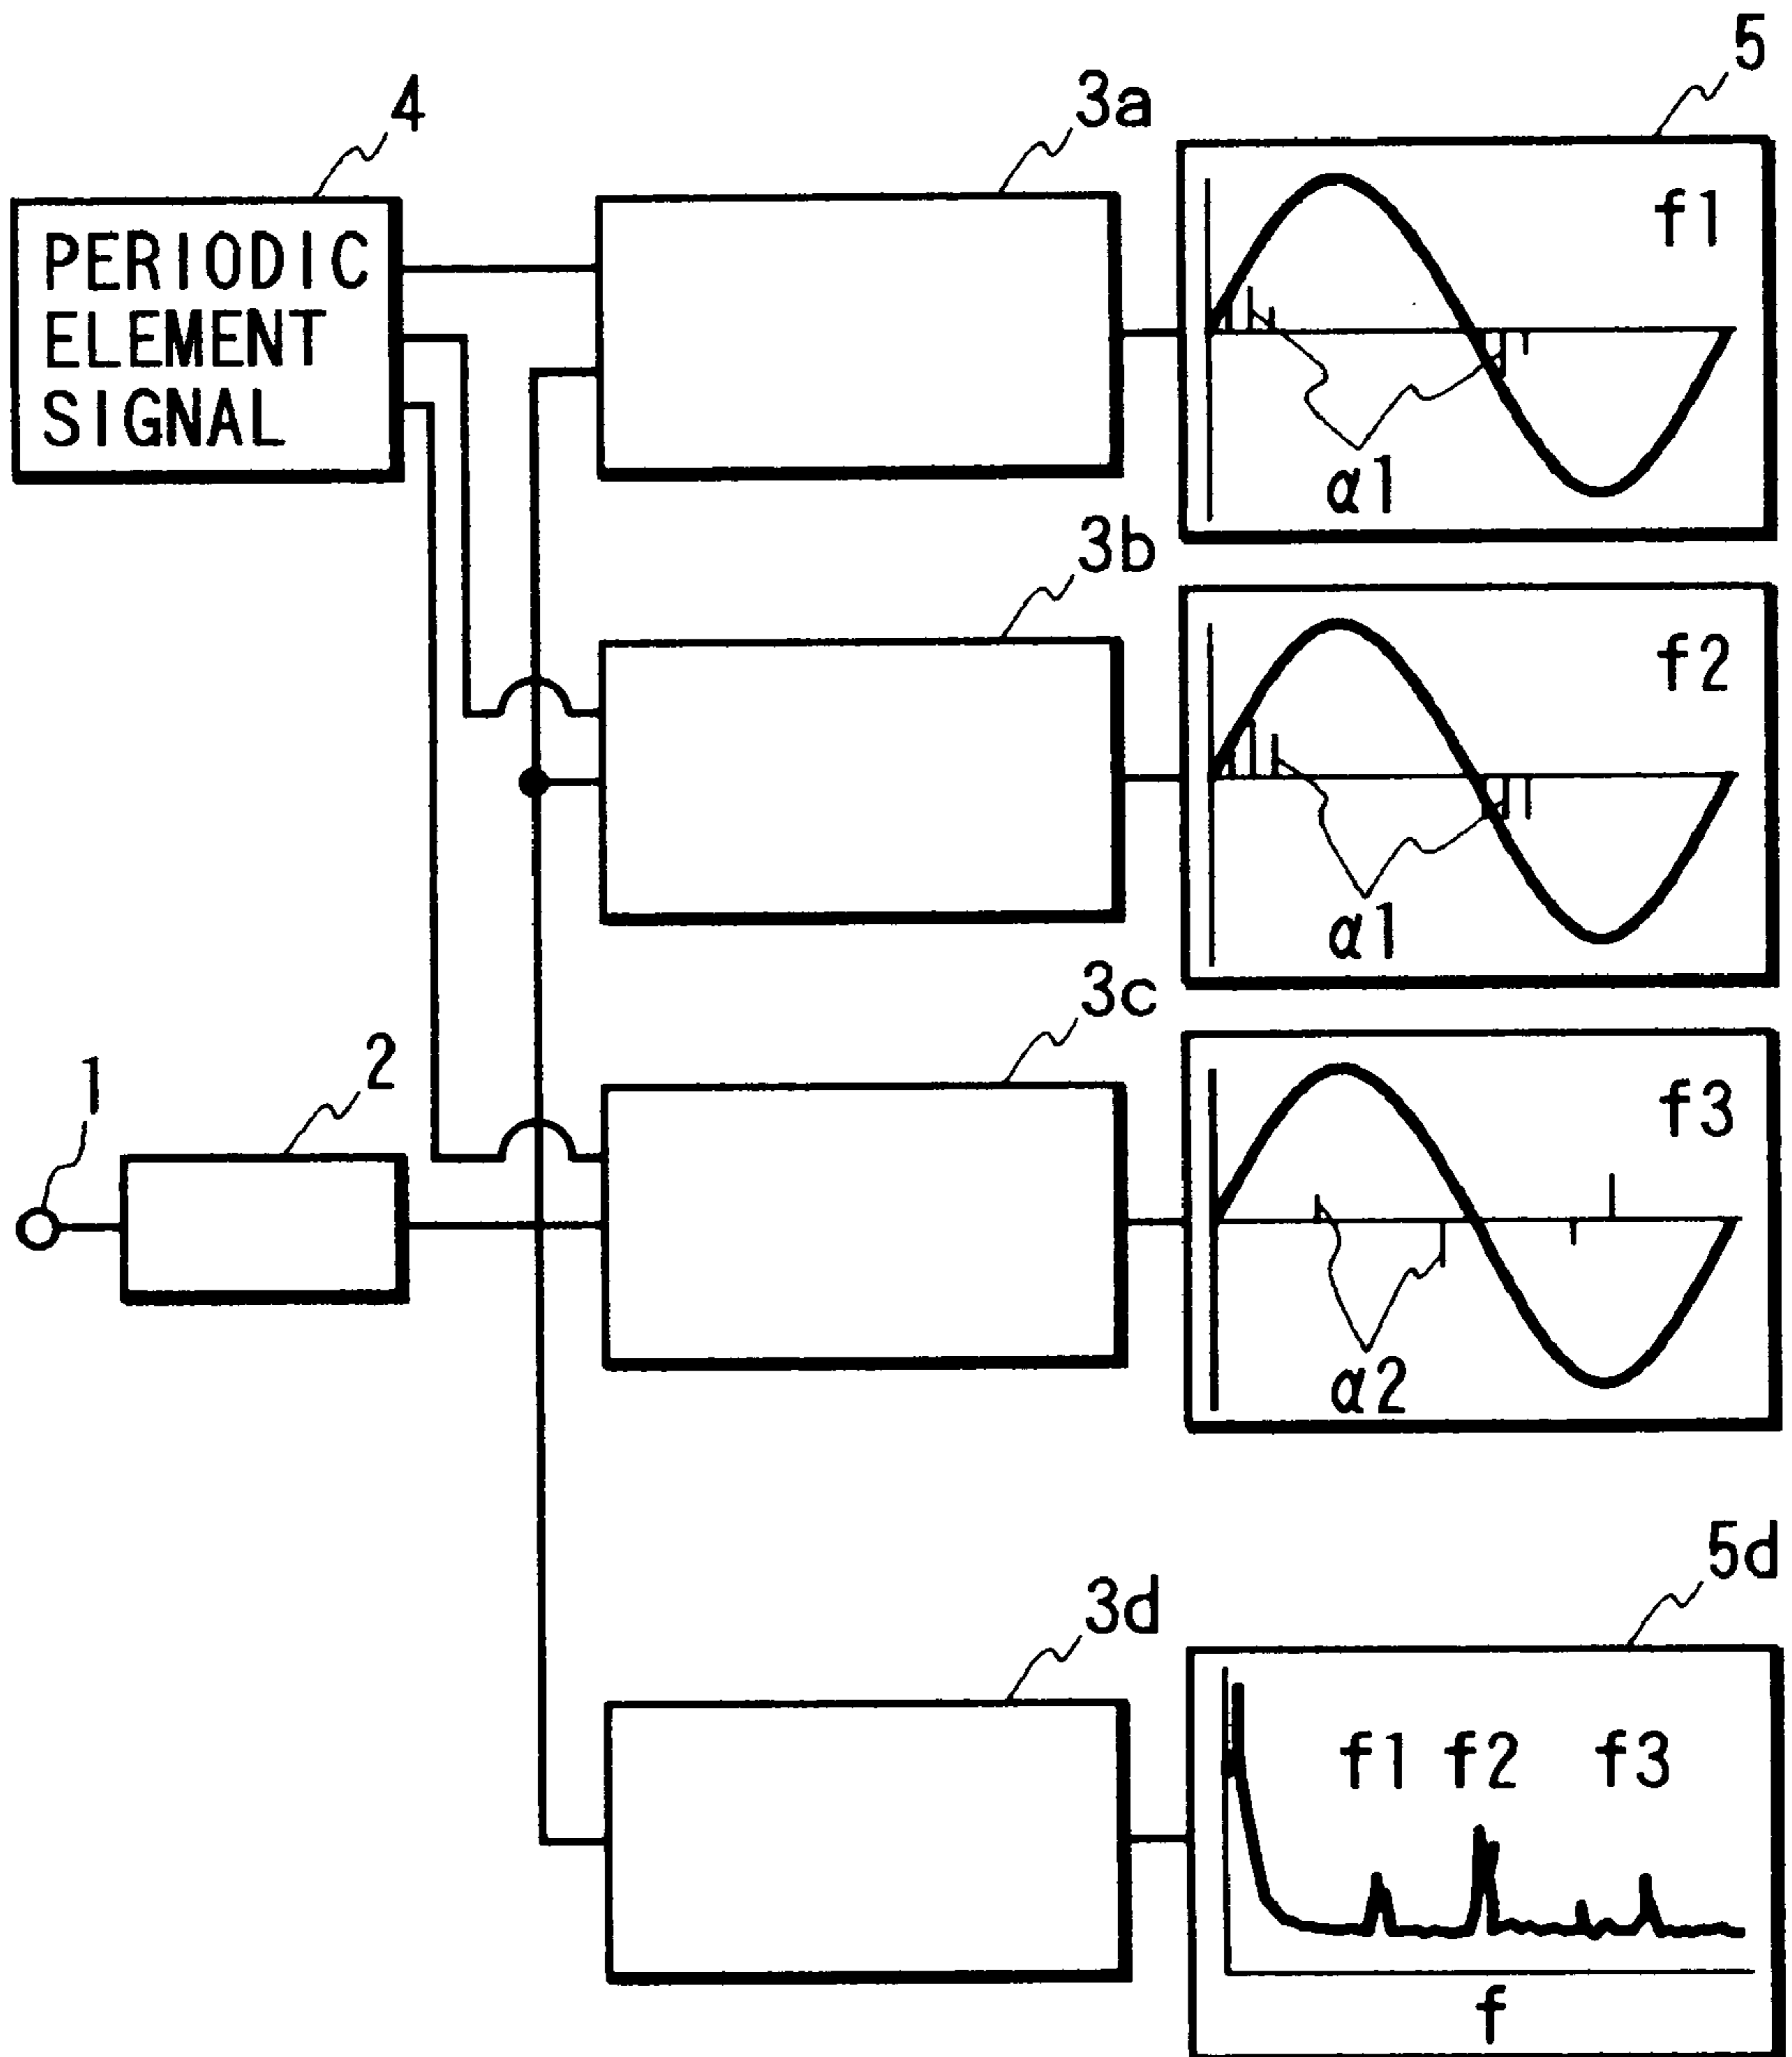 5
4
3a
PERIODIC
ELEMENT
SIGNAL
f1
α1
3b
f2
α1
3c
1
2
f3
α2
3d
5d
f1 f2 f3
f